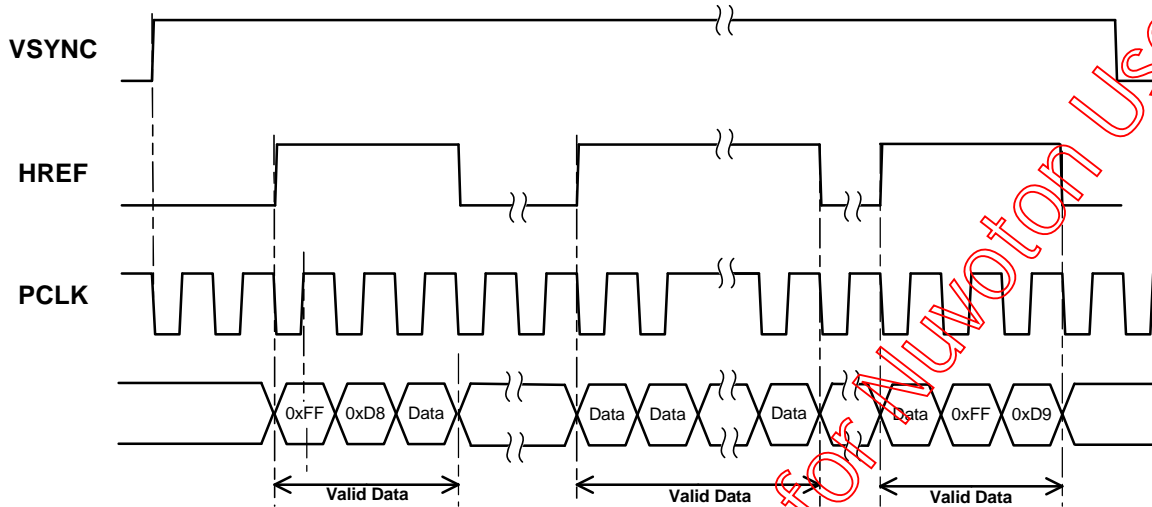 VSYNC
HREF
PCLK
0xFF 0xD8 Data Data Data Data Data 0xFF 0xD9
Valid Data Valid Data Valid Data
for Nuvoton Use